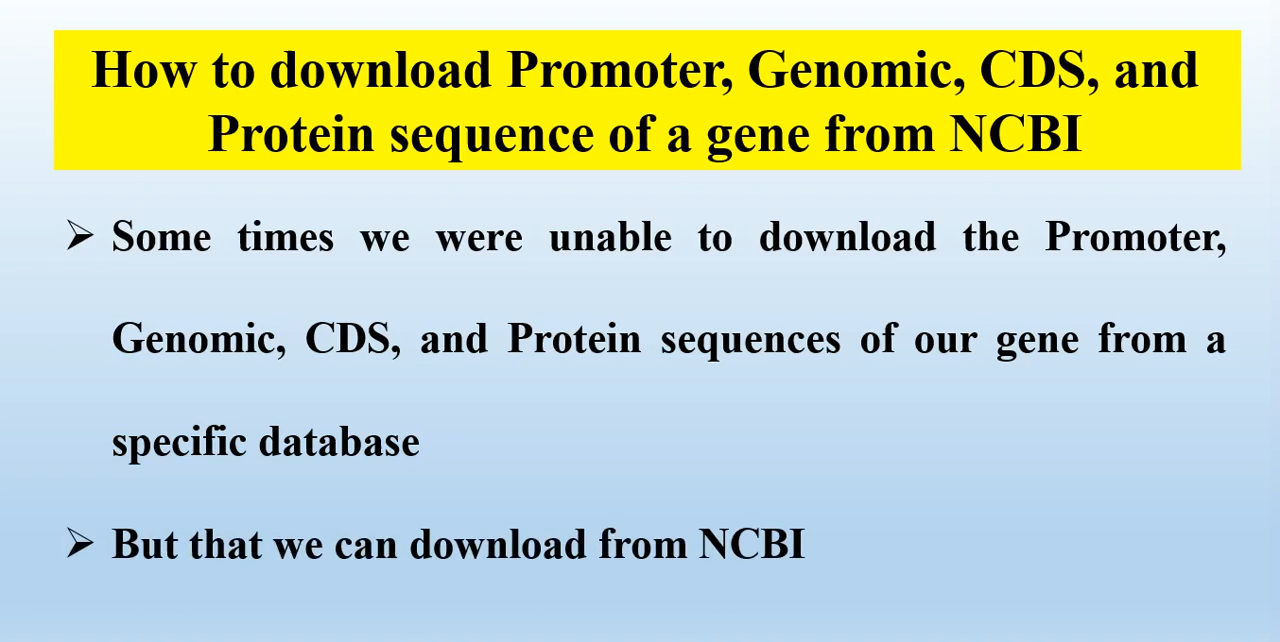 How to download Promoter, Genomic, CDS, and
Protein sequence of a gene from NCBI
➢ Some times we were unable to download the Promoter,
Genomic, CDS, and Protein sequences of our gene from a
specific database
➢ But that we can download from NCBI